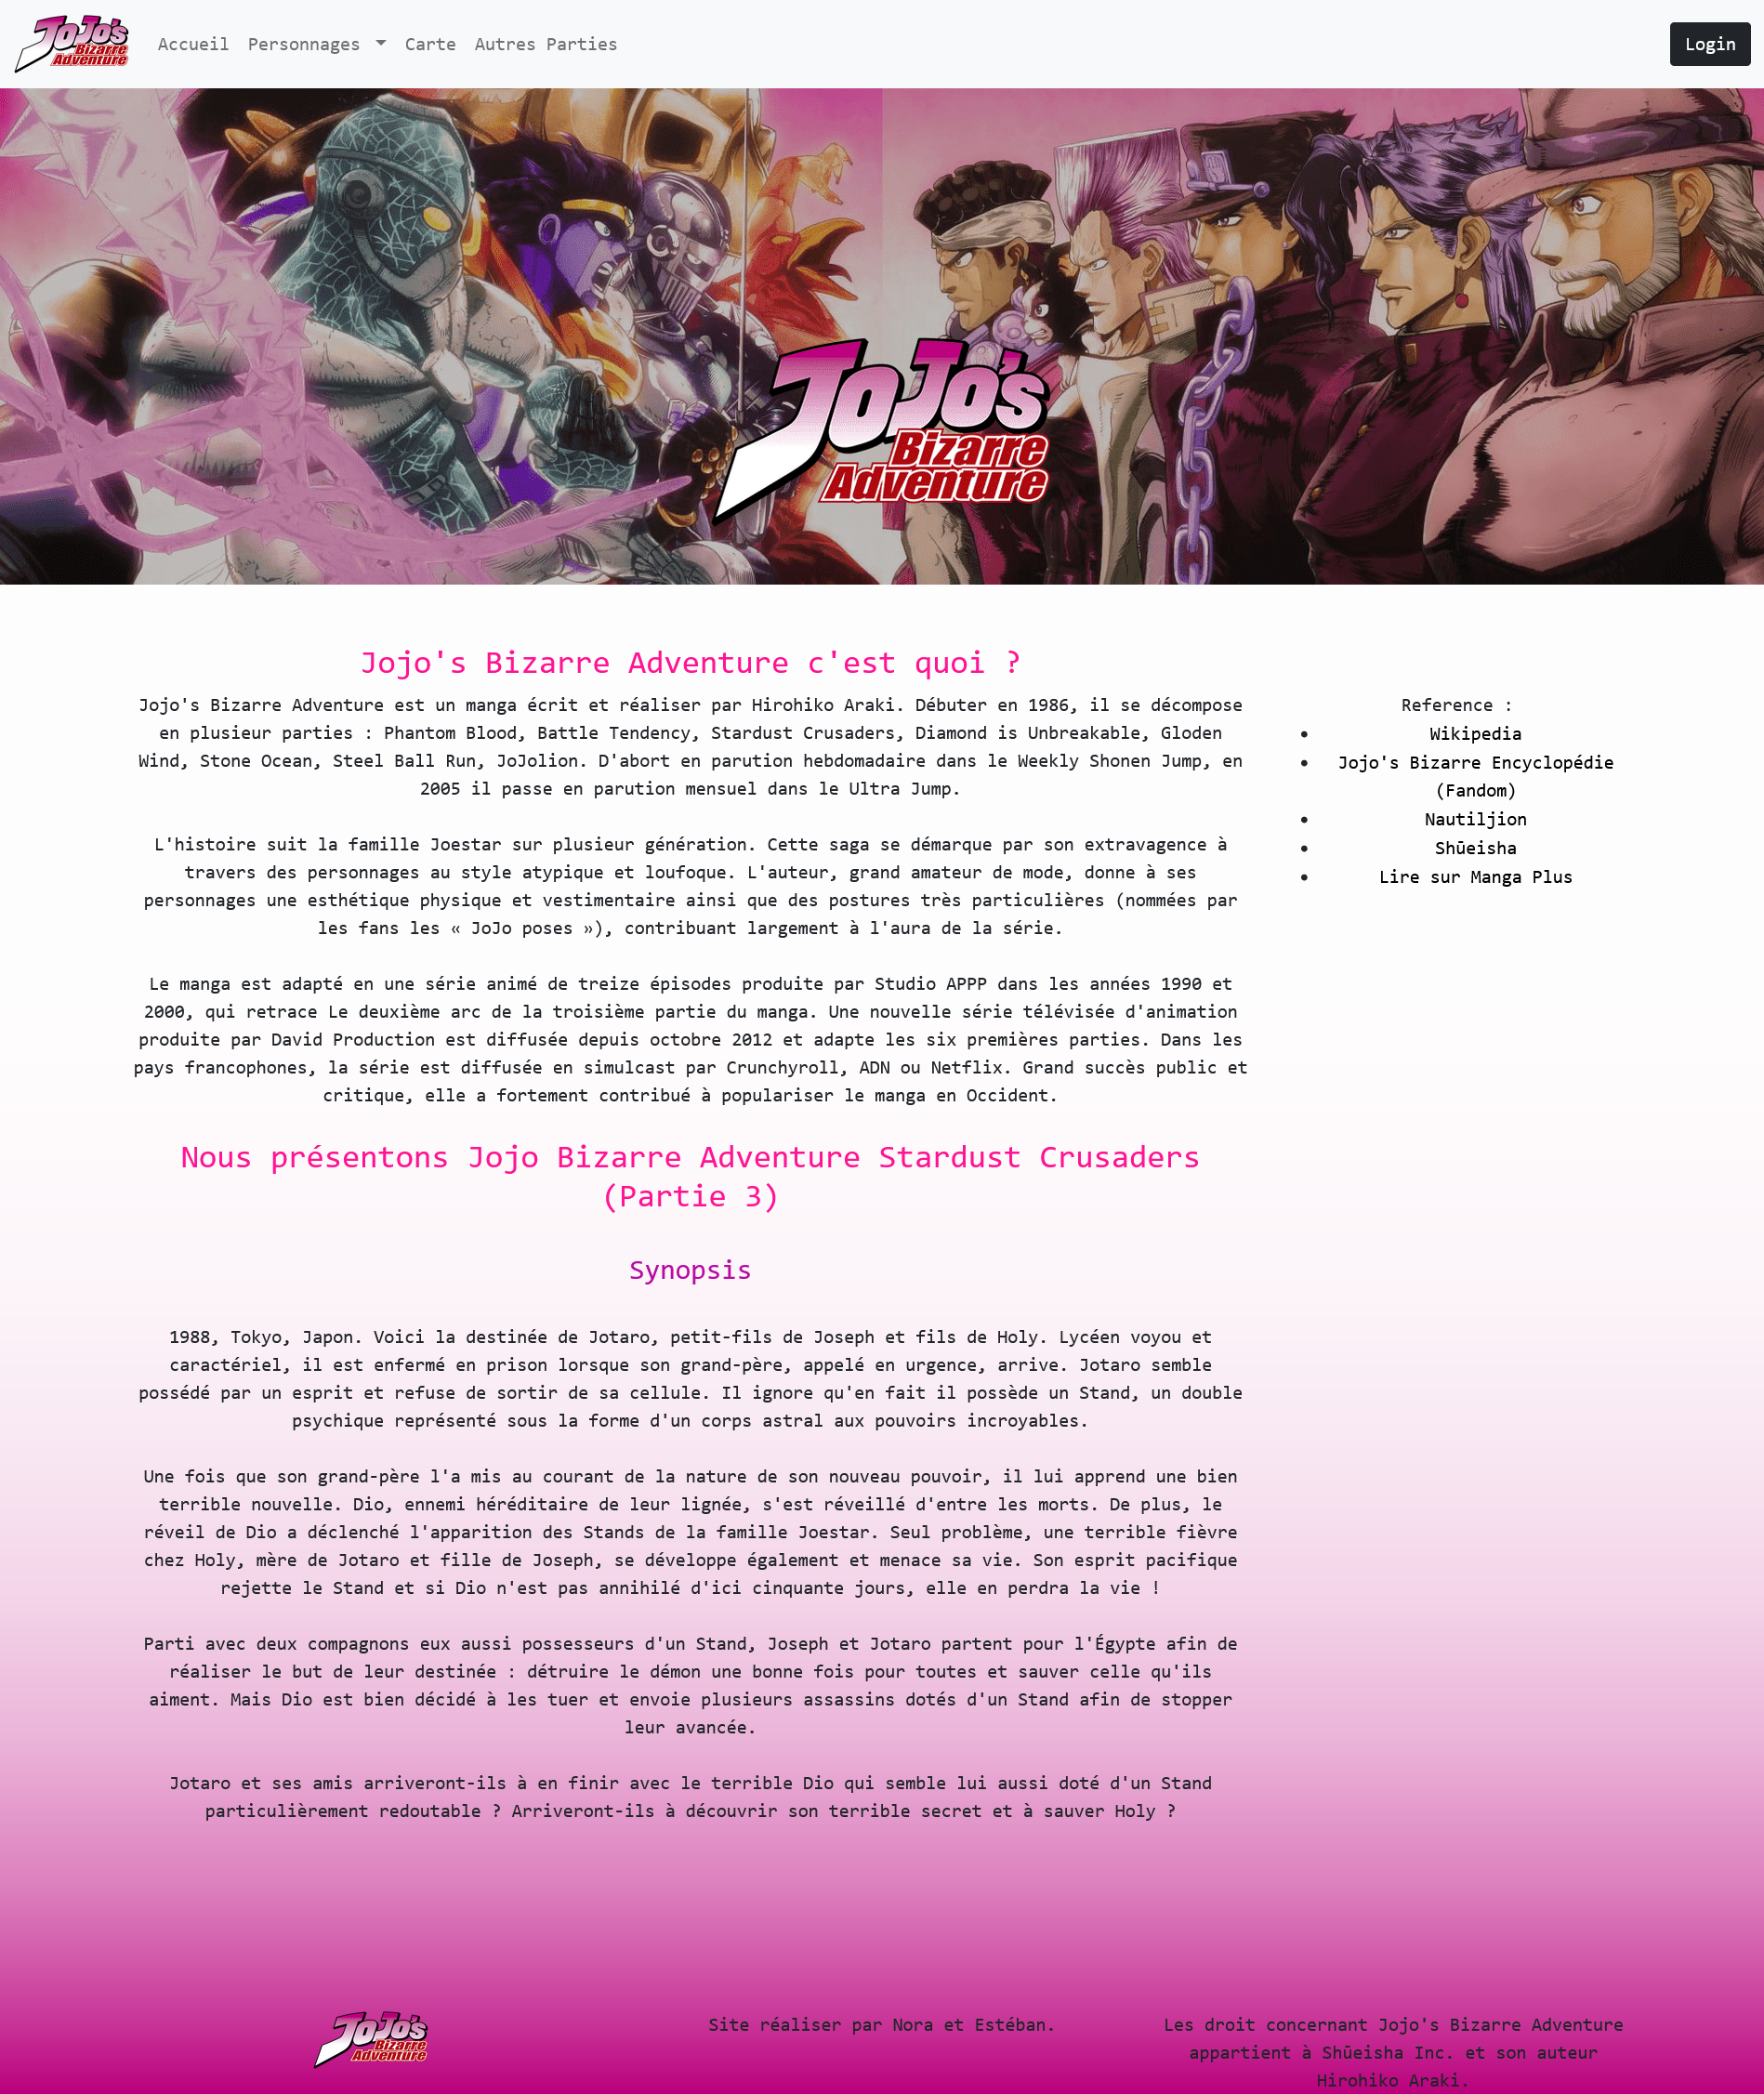 JoJo's
Bizarre
Adventure
Accueil Personnages Carte Autres Parties
Login
JoJo's
Bizarre
Adventure
Jojo's Bizarre Adventure c'est quoi ?
Jojo's Bizarre Adventure est un manga écrit et réaliser par Hirohiko Araki. Débuter en 1986, il se décompose
en plusieur parties : Phantom Blood, Battle Tendency, Stardust Crusaders, Diamond is Unbreakable, Gloden
Wind, Stone Ocean, Steel Ball Run, JoJolion. D'abort en parution hebdomadaire dans le Weekly Shonen Jump, en
2005 il passe en parution mensuel dans le Ultra Jump.
L'histoire suit la famille Joestar sur plusieur génération. Cette saga se démarque par son extravagence à
travers des personnages au style atypique et loufoque. L'auteur, grand amateur de mode, donne à ses
personnages une esthétique physique et vestimentaire ainsi que des postures très particulières (nommées par
les fans les « JoJo poses »), contribuant largement à l'aura de la série.
Le manga est adapté en une série animé de treize épisodes produite par Studio APPP dans les années 1990 et
2000, qui retrace Le deuxième arc de la troisième partie du manga. Une nouvelle série télévisée d'animation
produite par David Production est diffusée depuis octobre 2012 et adapte les six premières parties. Dans les
pays francophones, la série est diffusée en simulcast par Crunchyroll, ADN ou Netflix. Grand succès public et
critique, elle a fortement contribué à populariser le manga en Occident.
Reference :
• Wikipedia
• Jojo's Bizarre Encyclopédie
(Fandom)
• Nautiljion
• Shūeisha
• Lire sur Manga Plus
Nous présentons Jojo Bizarre Adventure Stardust Crusaders
(Partie 3)
Synopsis
1988, Tokyo, Japon. Voici la destinée de Jotaro, petit-fils de Joseph et fils de Holy. Lycéen voyou et
caractériel, il est enfermé en prison lorsque son grand-père, appelé en urgence, arrive. Jotaro semble
possédé par un esprit et refuse de sortir de sa cellule. Il ignore qu'en fait il possède un Stand, un double
psychique représenté sous la forme d'un corps astral aux pouvoirs incroyables.
Une fois que son grand-père l'a mis au courant de la nature de son nouveau pouvoir, il lui apprend une bien
terrible nouvelle. Dio, ennemi héréditaire de leur lignée, s'est réveillé d'entre les morts. De plus, le
réveil de Dio a déclenché l'apparition des Stands de la famille Joestar. Seul problème, une terrible fièvre
chez Holy, mère de Jotaro et fille de Joseph, se développe également et menace sa vie. Son esprit pacifique
rejette le Stand et si Dio n'est pas annihilé d'ici cinquante jours, elle en perdra la vie !
Parti avec deux compagnons eux aussi possesseurs d'un Stand, Joseph et Jotaro partent pour l'Égypte afin de
réaliser le but de leur destinée : détruire le démon une bonne fois pour toutes et sauver celle qu'ils
aiment. Mais Dio est bien décidé à les tuer et envoie plusieurs assassins dotés d'un Stand afin de stopper
leur avancée.
Jotaro et ses amis arriveront-ils à en finir avec le terrible Dio qui semble lui aussi doté d'un Stand
particulièrement redoutable ? Arriveront-ils à découvrir son terrible secret et à sauver Holy ?
JoJo's
Bizarre
Adventure
Site réaliser par Nora et Estéban.
Les droit concernant Jojo's Bizarre Adventure
appartient à Shūeisha Inc. et son auteur
Hirohiko Araki.